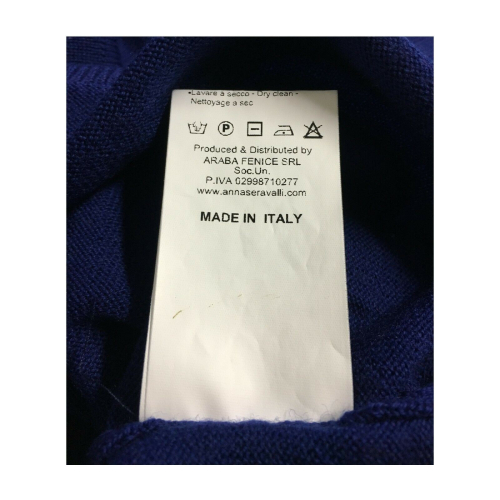 •Lavare a secco - Dry clean -
Nettoyage a sec
P
Produced & Distributed by
ARABA FENICE SRL
Soc.Un.
P.IVA 02998710277
www.annaseravalli.com
MADE IN ITALY